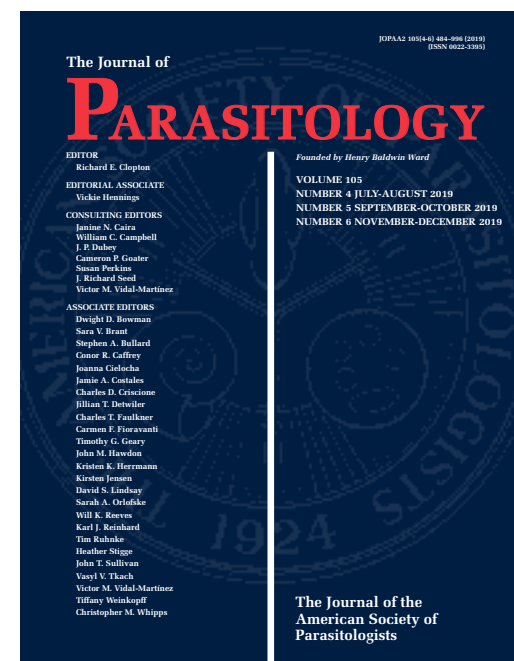 JOPAA2 105(4-6) 484–996 (2019)
(ISSN 0022-3395)
The Journal of
PARASITOLOGY
EDITOR
Richard E. Clopton
EDITORIAL ASSOCIATE
Vickie Hennings
CONSULTING EDITORS
Janine N. Caira
William C. Campbell
J. P. Dubey
Cameron P. Goater
Susan Perkins
J. Richard Seed
Victor M. Vidal-Martínez
ASSOCIATE EDITORS
Dwight D. Bowman
Sara V. Brant
Stephen A. Bullard
Conor R. Caffrey
Joanna Cielocha
Jamie A. Costales
Charles D. Criscione
Jillian T. Detwiler
Charles T. Faulkner
Carmen F. Fioravanti
Timothy G. Geary
John M. Hawdon
Kristen K. Herrmann
Kirsten Jensen
David S. Lindsay
Sarah A. Orlofske
Will K. Reeves
Karl J. Reinhard
Tim Ruhnke
Heather Stigge
John T. Sullivan
Vasyl V. Tkach
Victor M. Vidal-Martínez
Tiffany Weinkopff
Christopher M. Whipps
Founded by Henry Baldwin Ward
VOLUME 105
NUMBER 4 JULY-AUGUST 2019
NUMBER 5 SEPTEMBER-OCTOBER 2019
NUMBER 6 NOVEMBER-DECEMBER 2019
The Journal of the
American Society of
Parasitologists
AMERICAN SOCIETY OF PARASITOLOGISTS
1924